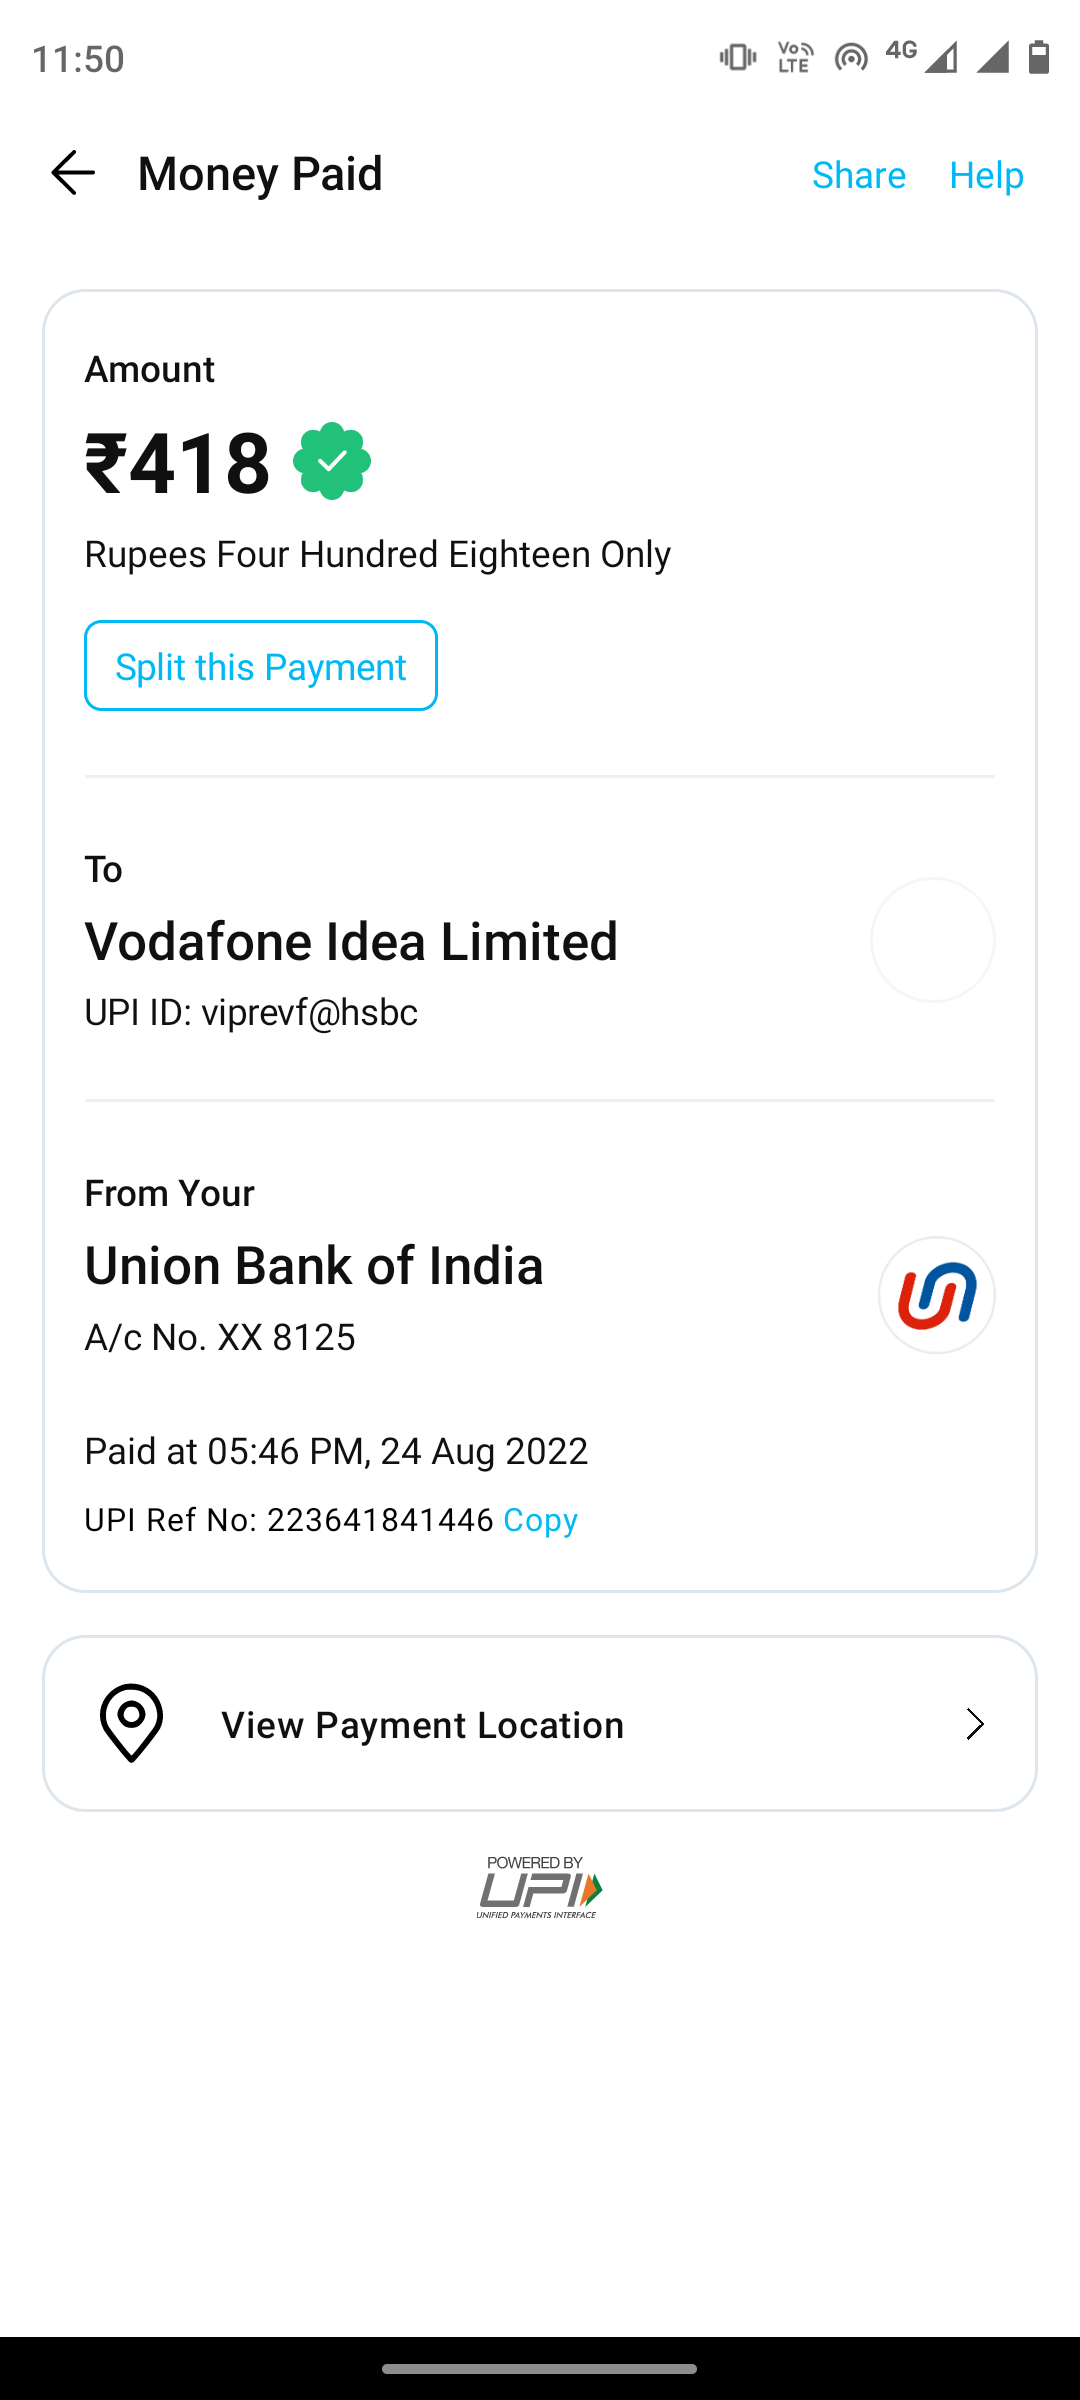 11:50
Vo LTE 4G
Money Paid Share Help
Amount
₹418
Rupees Four Hundred Eighteen Only
Split this Payment
To
Vodafone Idea Limited
UPI ID: viprevf@hsbc
From Your
Union Bank of India
A/c No. XX 8125
Paid at 05:46 PM, 24 Aug 2022
UPI Ref No: 223641841446 Copy
View Payment Location
POWERED BY
UPI
UNIFIED PAYMENTS INTERFACE